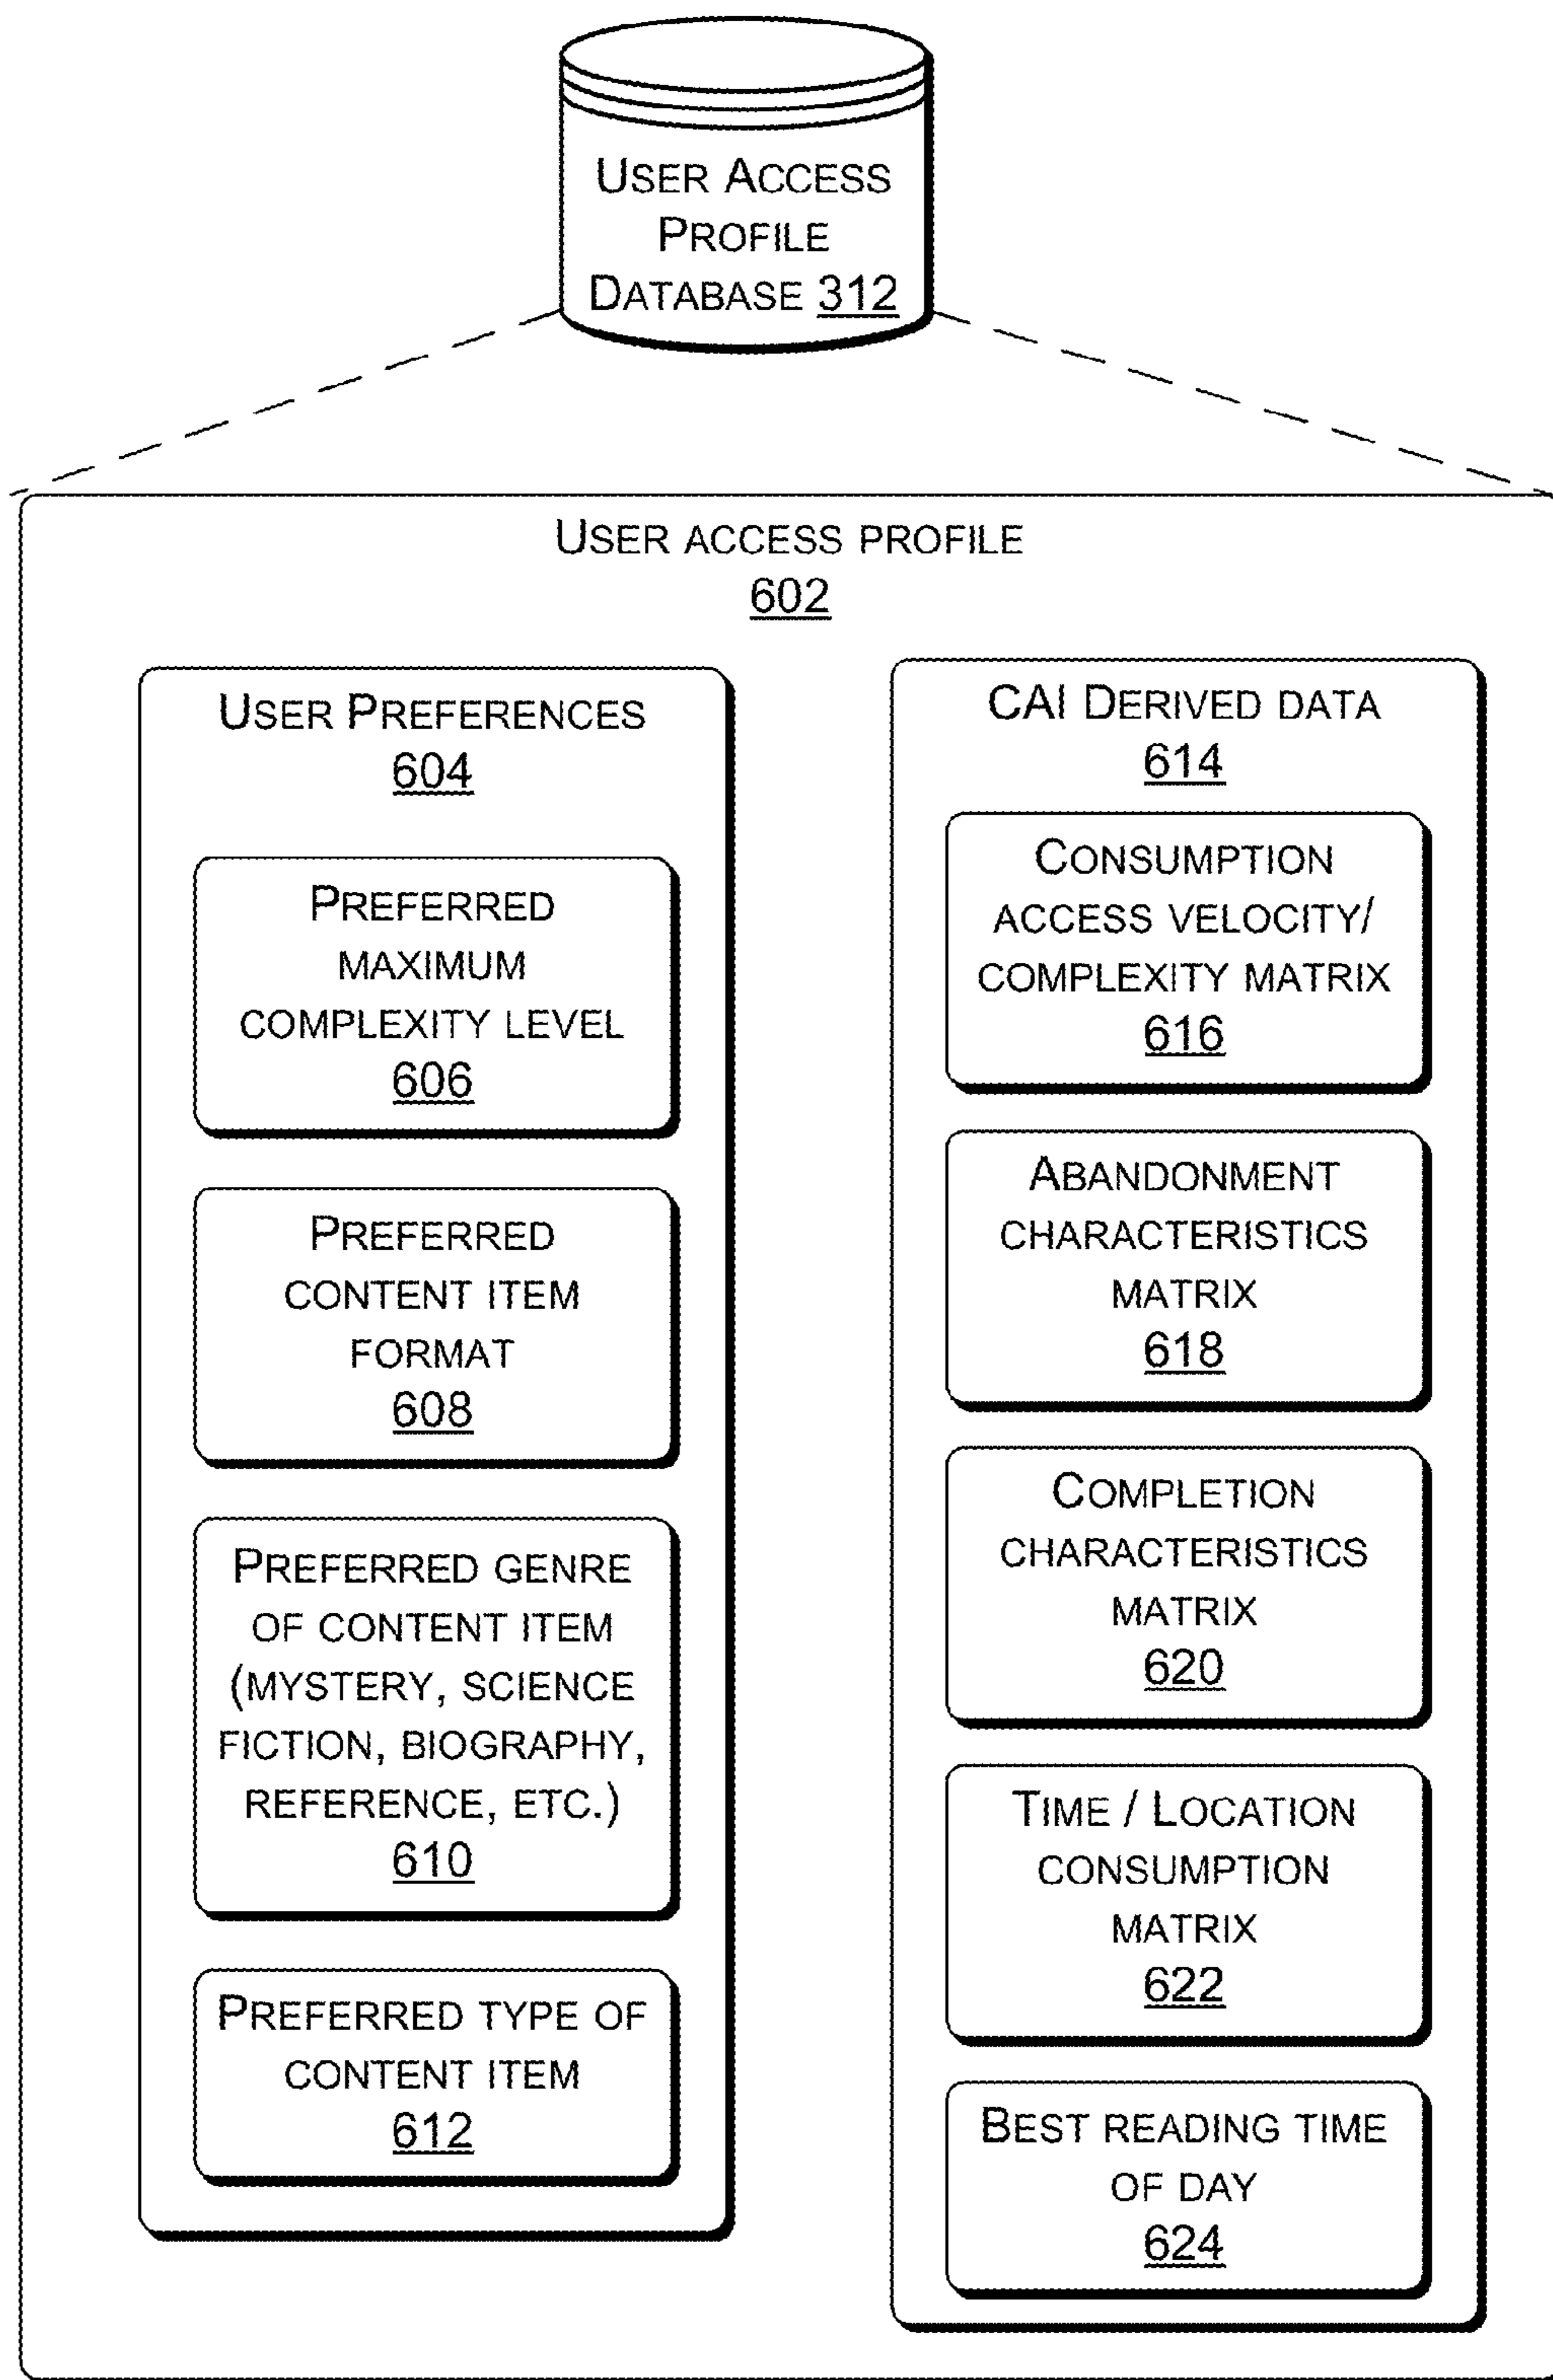 USER ACCESS
PROFILE
DATABASE 312
USER ACCESS PROFILE
602
USER PREFERENCES
604
PREFERRED
MAXIMUM
COMPLEXITY LEVEL
606
PREFERRED
CONTENT ITEM
FORMAT
608
PREFERRED GENRE
OF CONTENT ITEM
(MYSTERY, SCIENCE
FICTION, BIOGRAPHY,
REFERENCE, ETC.)
610
PREFERRED TYPE OF
CONTENT ITEM
612
CAI DERIVED DATA
614
CONSUMPTION
ACCESS VELOCITY/
COMPLEXITY MATRIX
616
ABANDONMENT
CHARACTERISTICS
MATRIX
618
COMPLETION
CHARACTERISTICS
MATRIX
620
TIME / LOCATION
CONSUMPTION
MATRIX
622
BEST READING TIME
OF DAY
624